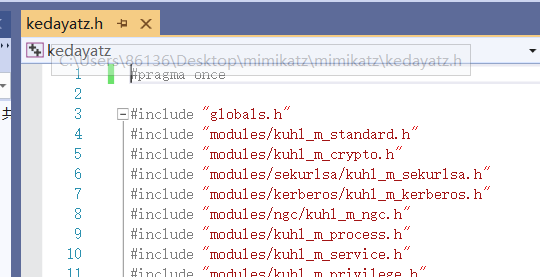 kedayatz.h
kedayatz
C:\Users\86136\Desktop\mimikatz\mimikatz\kedayatz.h
1 #pragma once
2
3 #include "globals.h"
4 #include "modules/kuhl_m_standard.h"
5 #include "modules/kuhl_m_crypto.h"
6 #include "modules/sekurlsa/kuhl_m_sekurlsa.h"
7 #include "modules/kerberos/kuhl_m_kerberos.h"
8 #include "modules/ngc/kuhl_m_ngc.h"
9 #include "modules/kuhl_m_process.h"
10 #include "modules/kuhl_m_service.h"
11 #include "modules/kuhl_m_privilege.h"